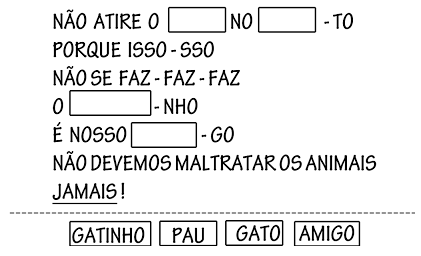 NÃO ATIRE O NO - TO
PORQUE ISSO - SSO
NÃO SE FAZ - FAZ - FAZ
O - NHO
É NOSSO - GO
NÃO DEVEMOS MALTRATAR OS ANIMAIS
JAMAIS !
GATINHO PAU GATO AMIGO